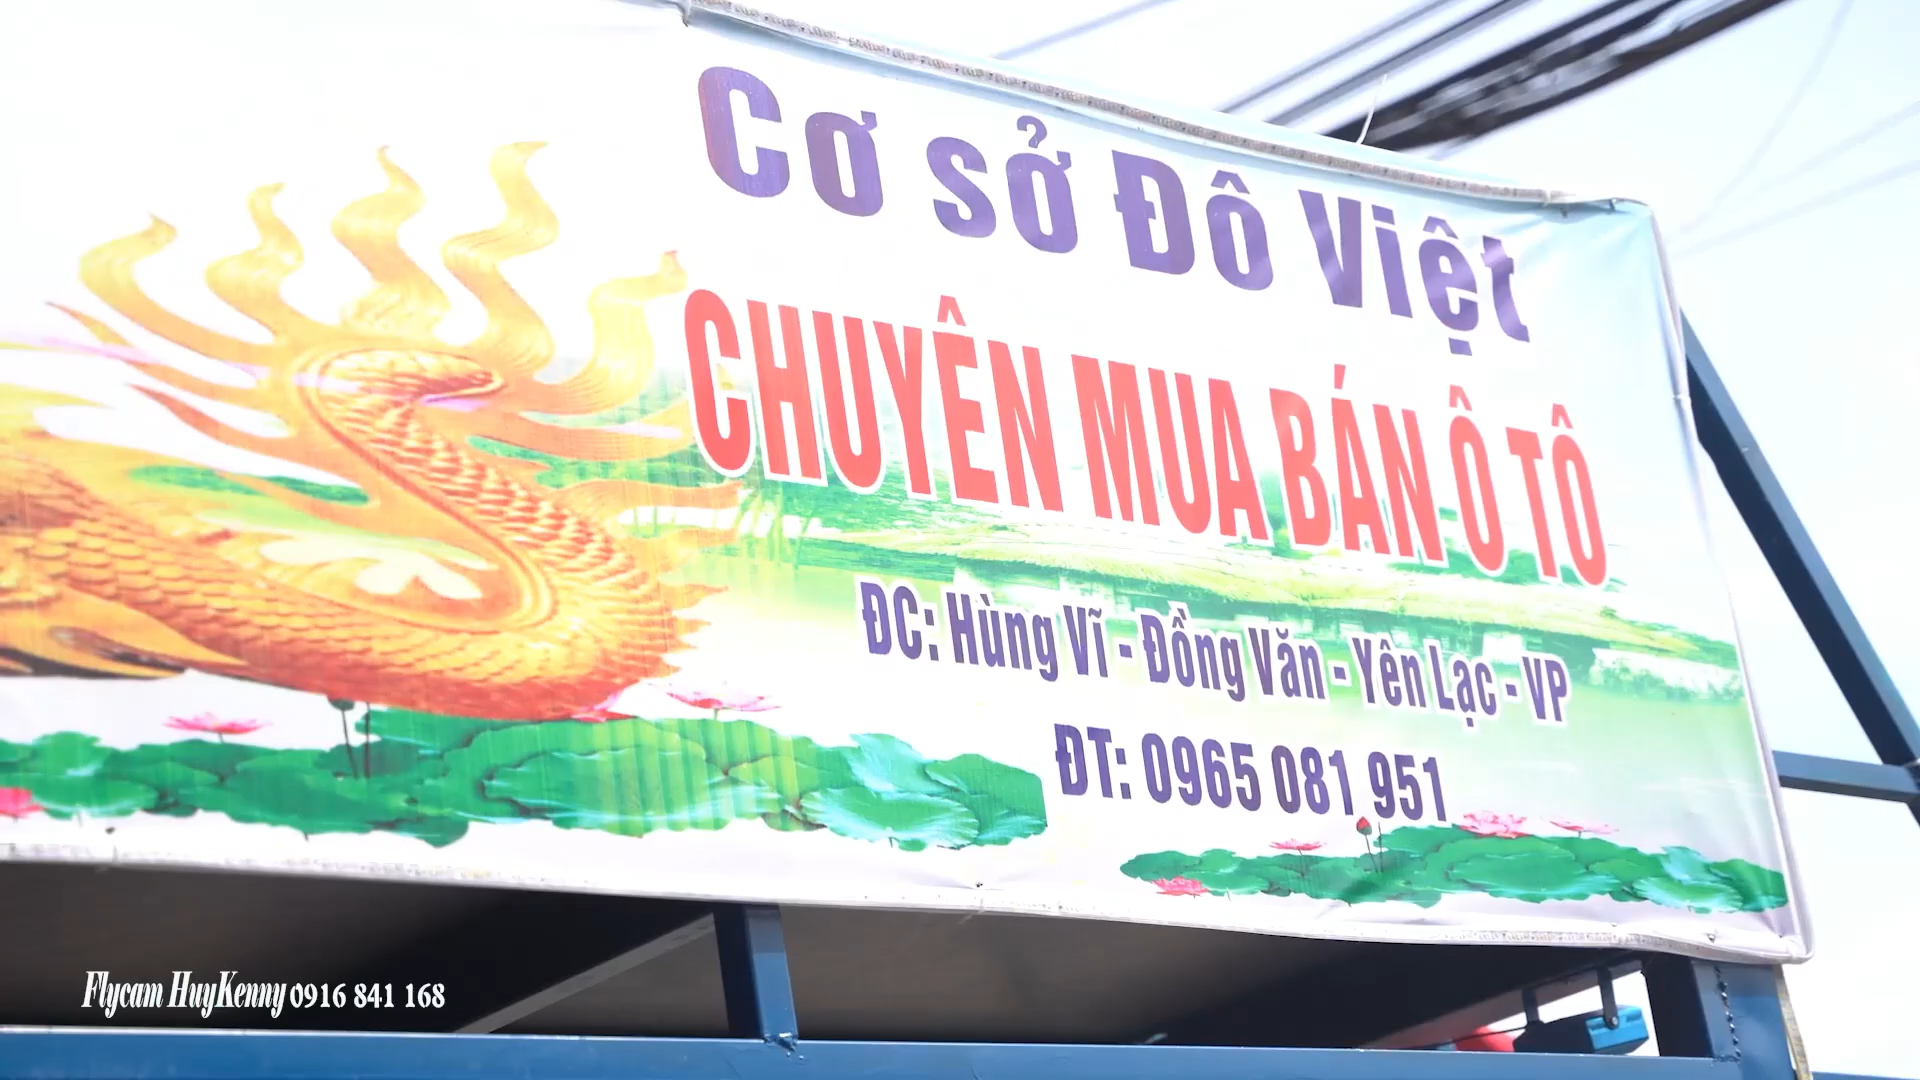 Cơ sở Đô Việt
CHUYÊN MUA BÁN Ô TÔ
ĐC: Hùng Vĩ - Đồng Văn - Yên Lạc - VP
ĐT: 0965 081 951
Flycam HuyKenny 0916 841 168